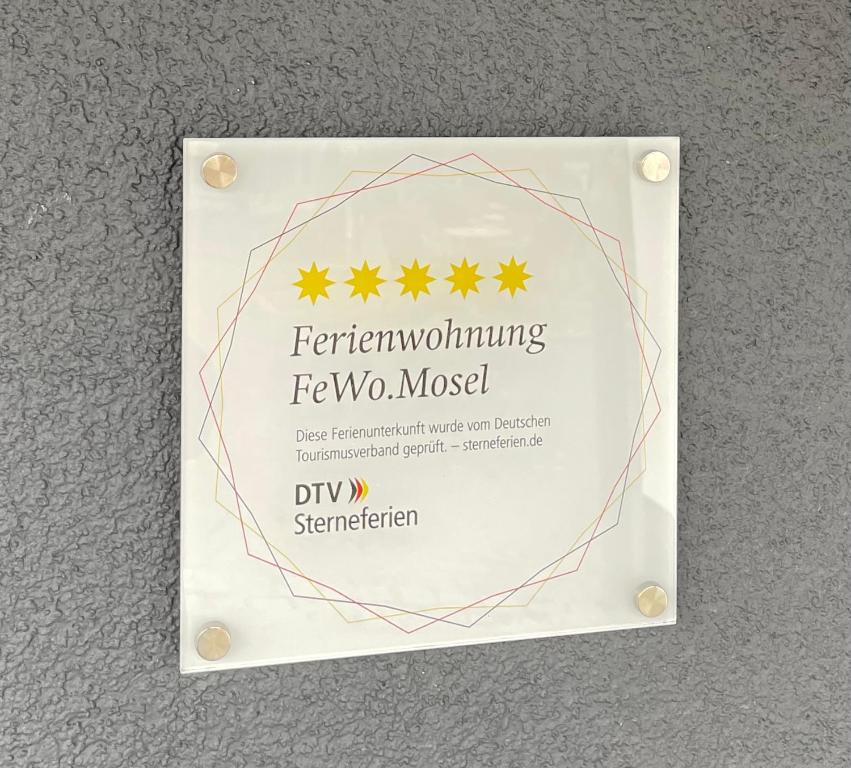 Ferienwohnung
FeWo.Mosel
Diese Ferienunterkunft wurde vom Deutschen
Tourismusverband geprüft. – sterneferien.de
DTV
Sterneferien